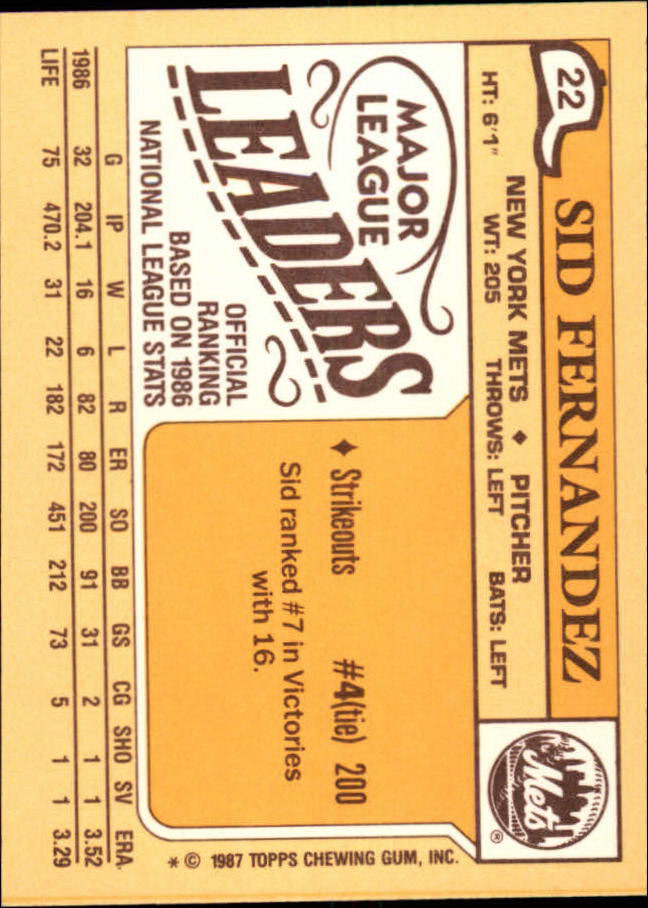 22
SID FERNANDEZ
NEW YORK METS ◆ PITCHER
HT: 6'1" WT: 205 THROWS: LEFT BATS: LEFT
Mets
®
MAJOR
LEAGUE
LEADERS
OFFICIAL
RANKING
BASED ON 1986
NATIONAL LEAGUE STATS
◆ Strikeouts #4(tie) 200
Sid ranked #7 in Victories
with 16.
* © 1987 TOPPS CHEWING GUM, INC.
G IP W L R ER SO BB GS CG SHO SV ERA
1986 32 204.1 16 6 82 80 200 91 31 2 1 1 3.52
LIFE 75 470.2 31 22 182 172 451 212 73 5 1 1 3.29